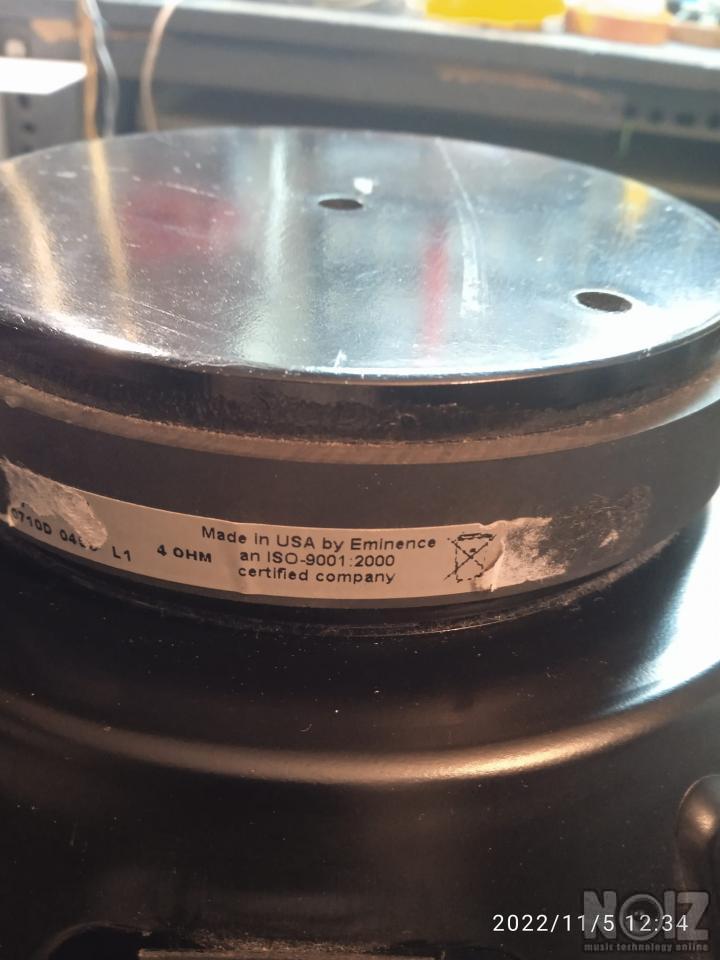 L1
4 OHM
Made in USA by Eminence
an ISO-9001:2000
certified company
2022/11/5 12:34
NOIZ
music technology online